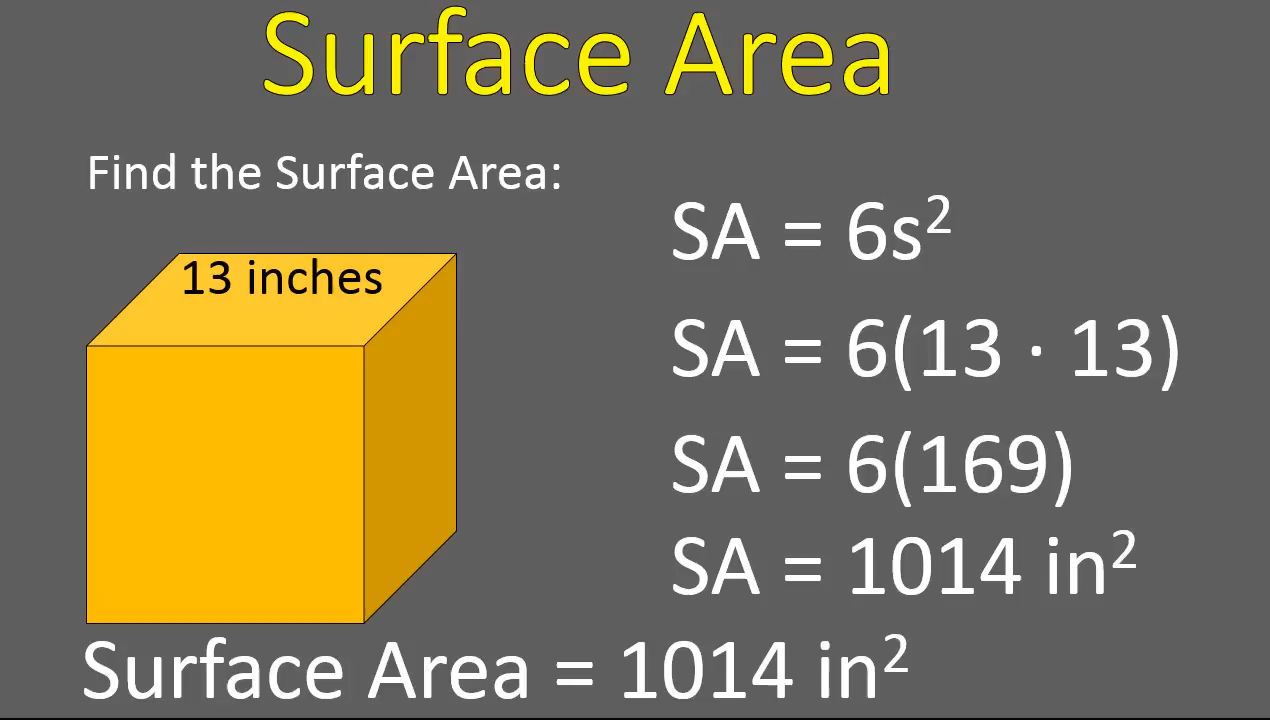 Surface Area
Find the Surface Area:
13 inches
SA = 6s²
SA = 6(13 · 13)
SA = 6(169)
SA = 1014 in²
Surface Area = 1014 in²